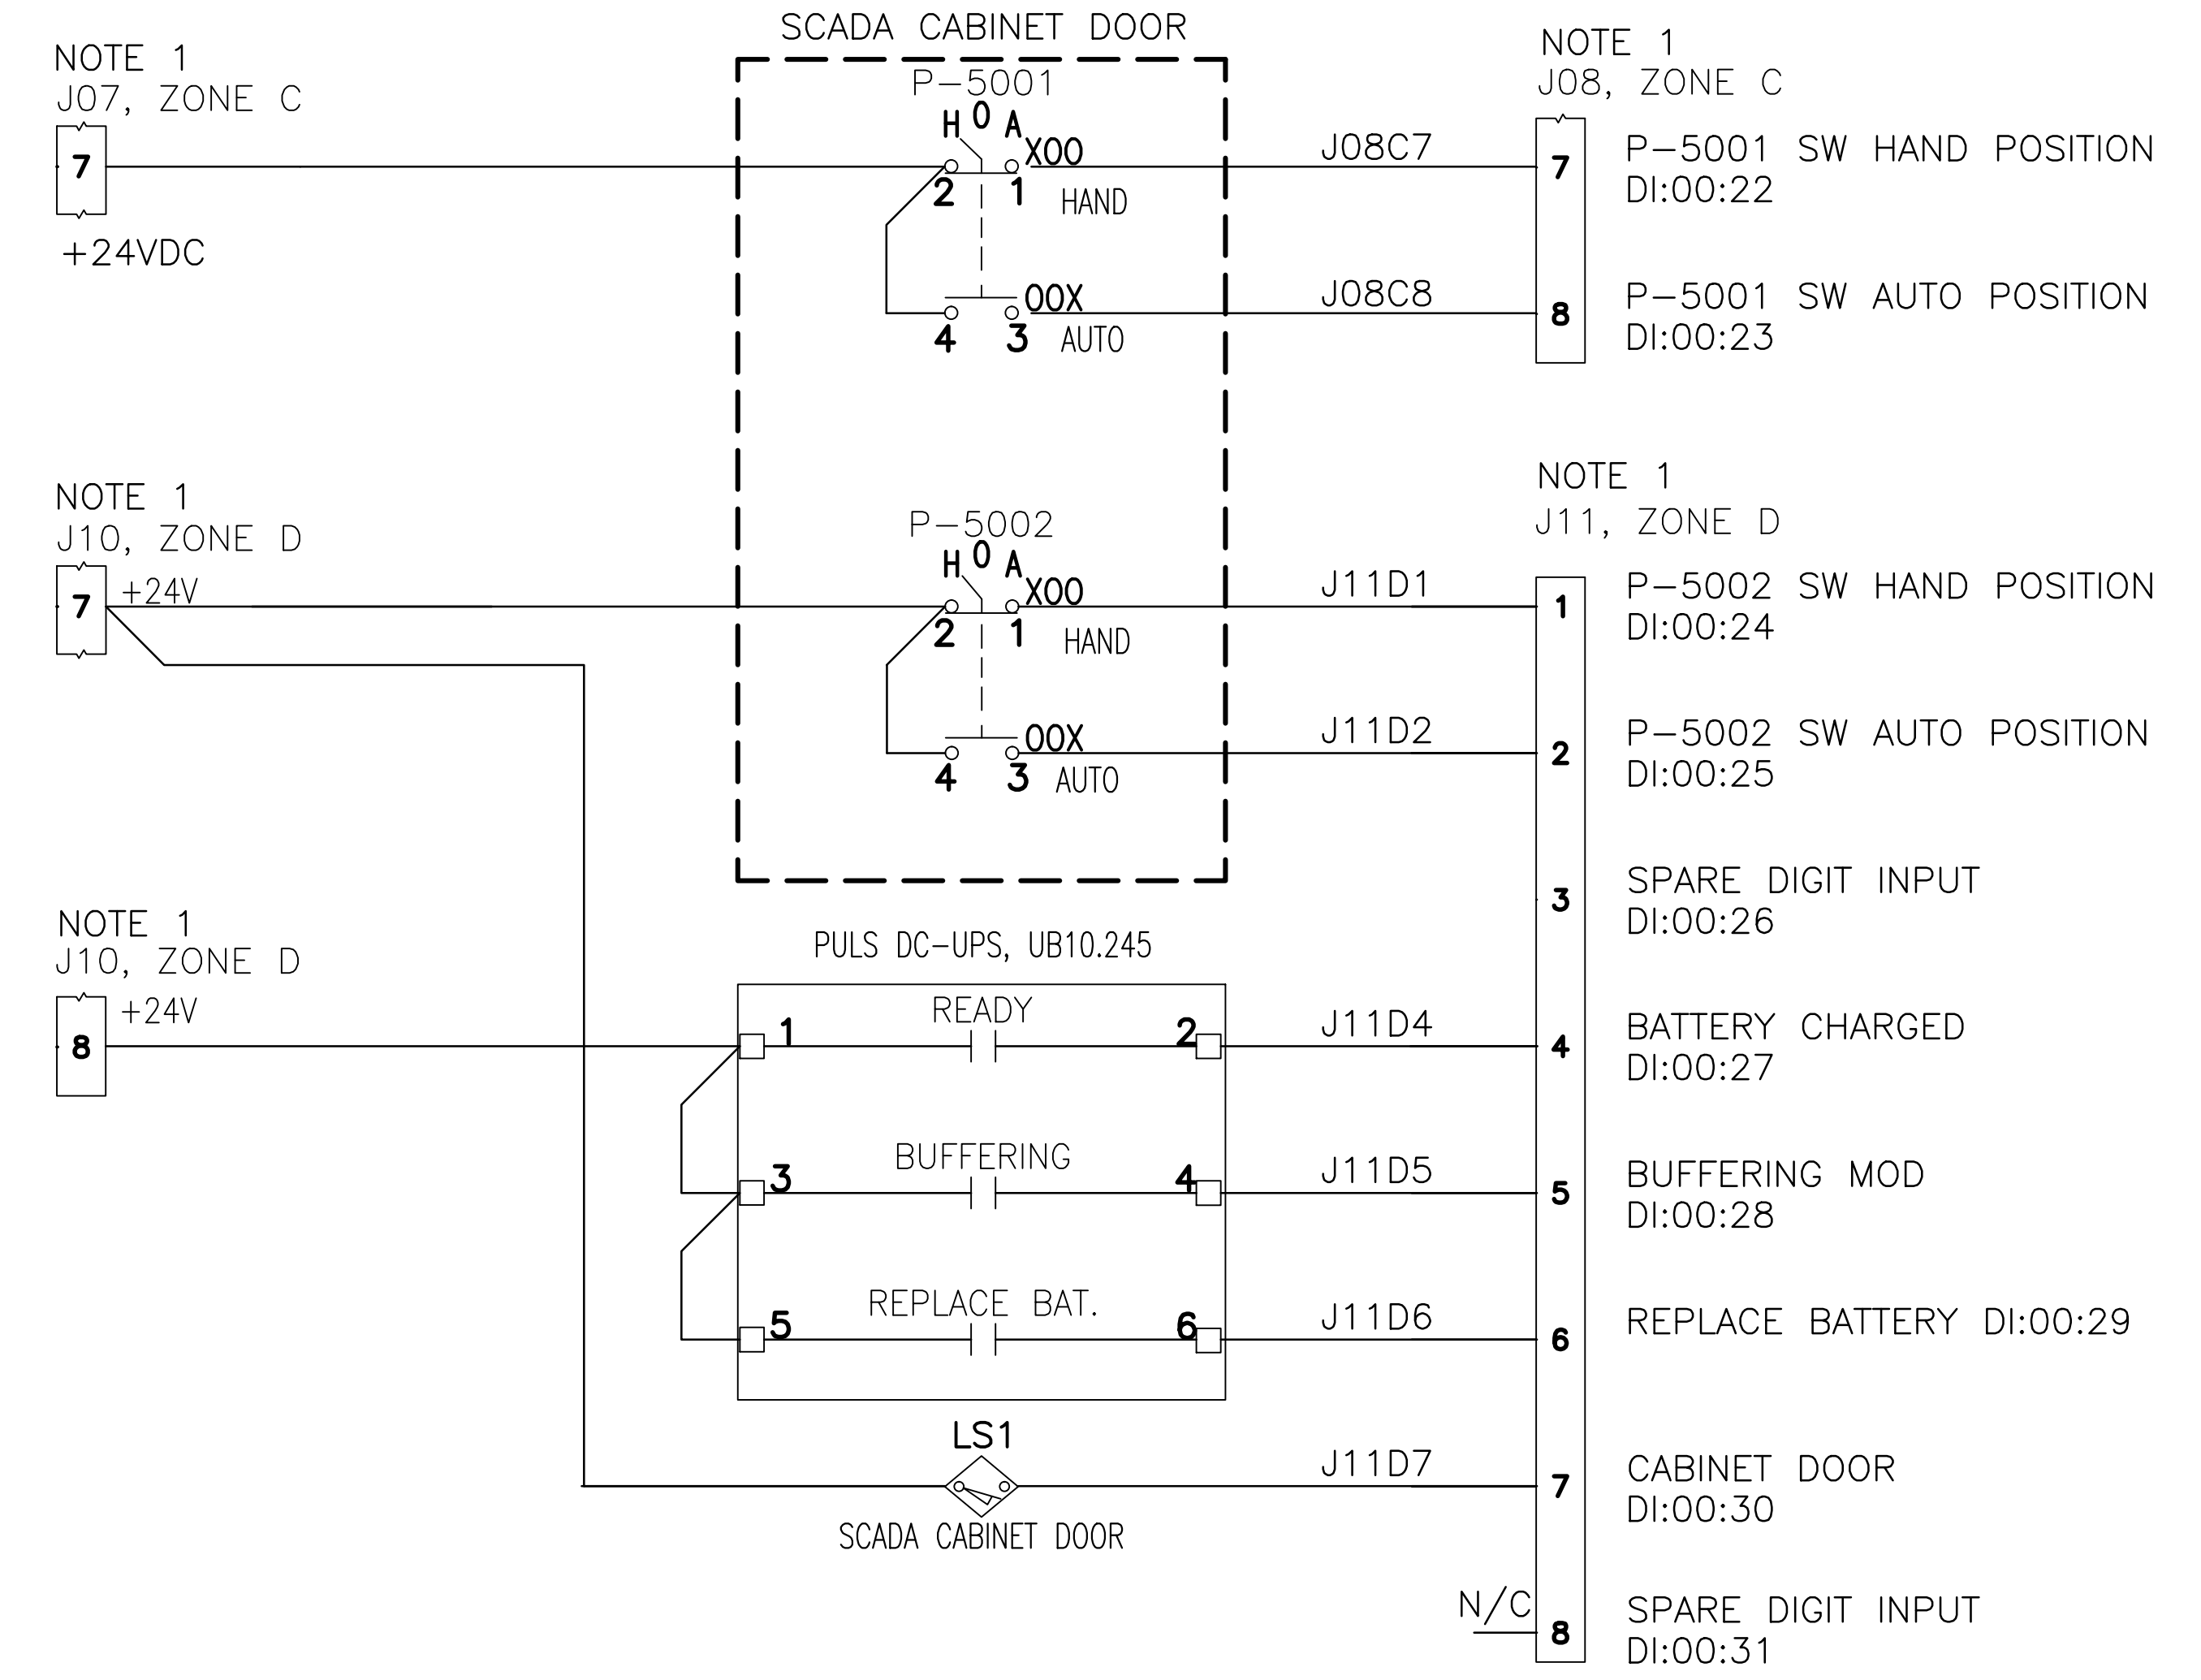 SCADA CABINET DOOR
NOTE 1
J07, ZONE C
7
+24VDC
P-5001
H O A
X00
2 1
HAND
00X
4 3
AUTO
J08C7
J08C8
NOTE 1
J08, ZONE C
7
P-5001 SW HAND POSITION
DI:00:22
8
P-5001 SW AUTO POSITION
DI:00:23
NOTE 1
J10, ZONE D
7
+24V
P-5002
H O A
X00
2 1
HAND
00X
4 3
AUTO
J11D1
J11D2
NOTE 1
J11, ZONE D
1
P-5002 SW HAND POSITION
DI:00:24
2
P-5002 SW AUTO POSITION
DI:00:25
3
SPARE DIGIT INPUT
DI:00:26
NOTE 1
J10, ZONE D
8
+24V
PULS DC-UPS, UB10.245
READY
1 2
J11D4
4
BATTERY CHARGED
DI:00:27
BUFFERING
3 4
J11D5
5
BUFFERING MOD
DI:00:28
REPLACE BAT.
5 6
J11D6
6
REPLACE BATTERY DI:00:29
LS1
SCADA CABINET DOOR
J11D7
7
CABINET DOOR
DI:00:30
N/C
8
SPARE DIGIT INPUT
DI:00:31